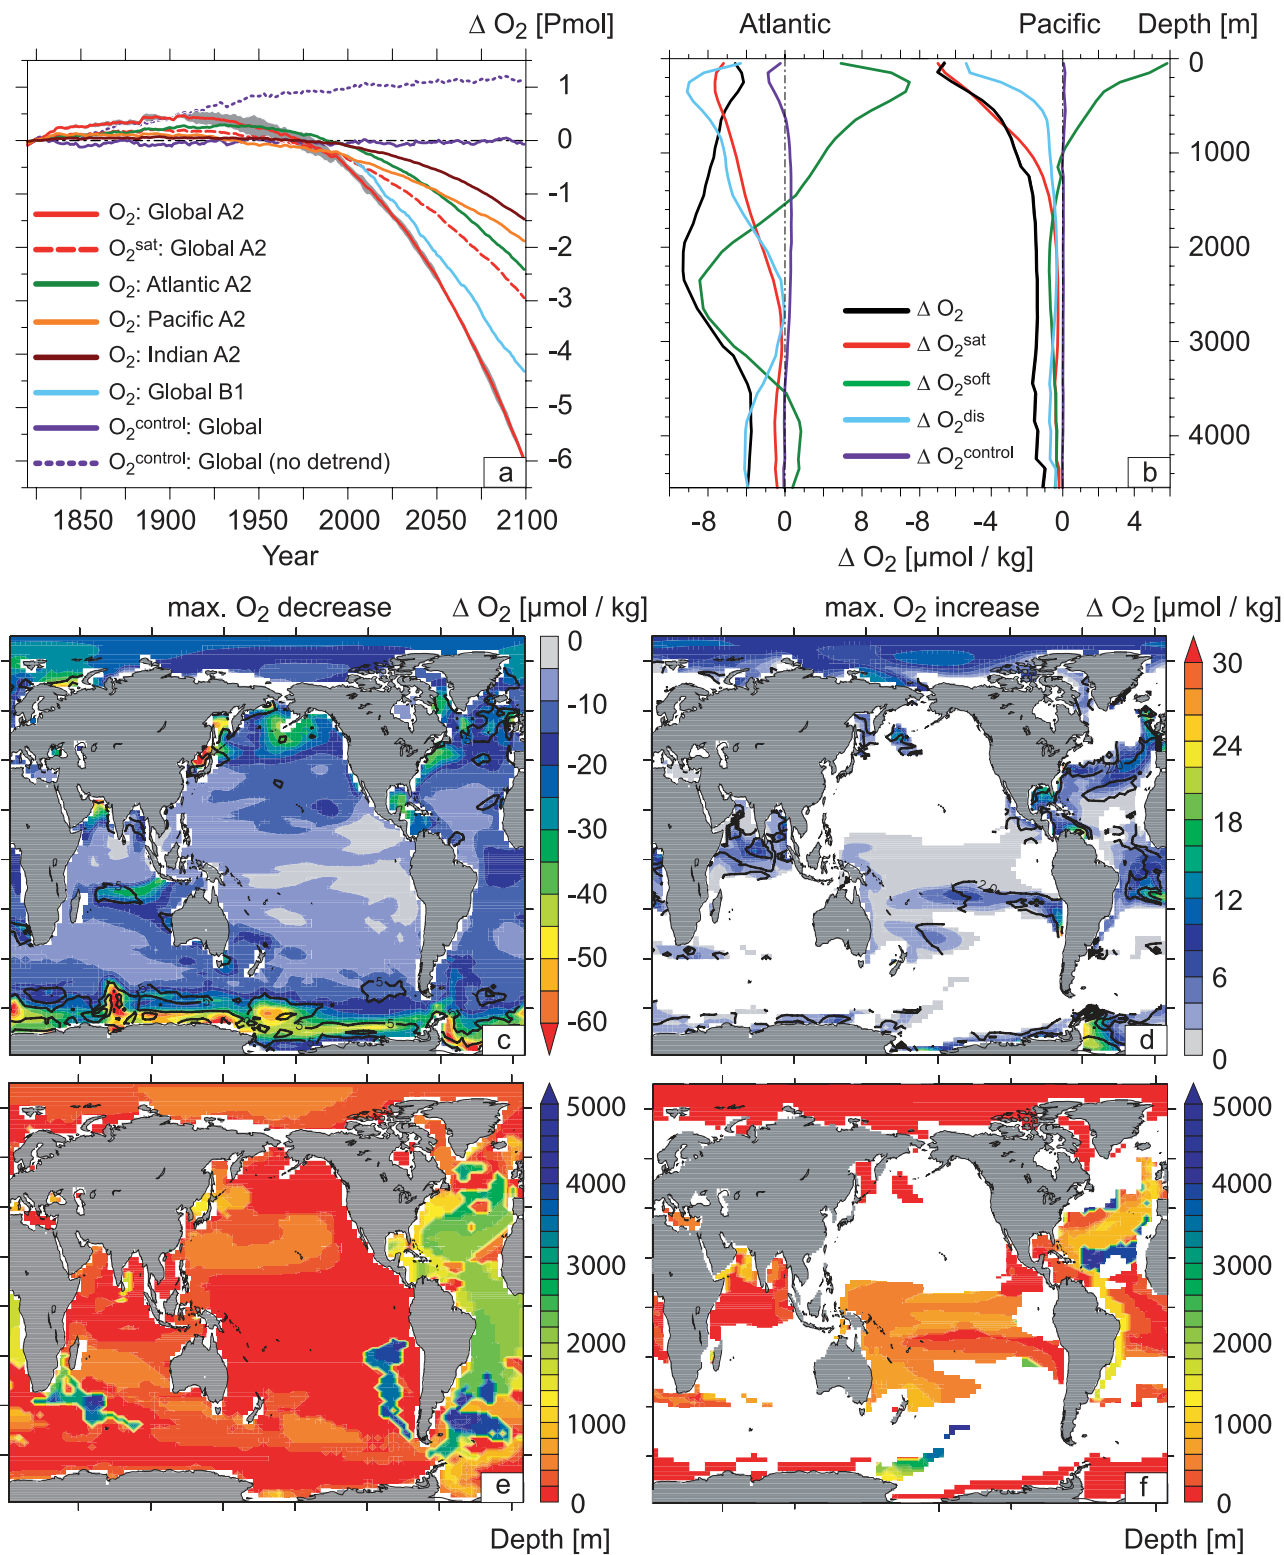 Δ O2 [Pmol]
1
0
-1
-2
-3
-4
-5
-6
O2: Global A2
O2sat: Global A2
O2: Atlantic A2
O2: Pacific A2
O2: Indian A2
O2: Global B1
O2control: Global
O2control: Global (no detrend)
a
1850 1900 1950 2000 2050 2100
Year
Atlantic Pacific Depth [m]
0
1000
2000
3000
4000
Δ O2
Δ O2sat
Δ O2soft
Δ O2dis
Δ O2control
b
-8 0 8 -8 -4 0 4
Δ O2 [µmol / kg]
max. O2 decrease Δ O2 [µmol / kg]
0
-10
-20
-30
-40
-50
-60
c
max. O2 increase Δ O2 [µmol / kg]
30
24
18
12
6
0
d
5000
4000
3000
2000
1000
0
e
Depth [m]
5000
4000
3000
2000
1000
0
f
Depth [m]